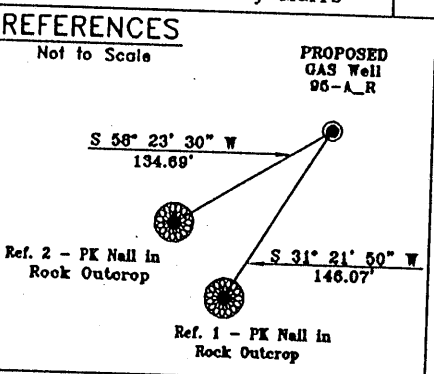 REFERENCES
Not to Scale
PROPOSED
GAS Well
95-A_R
S 58° 23' 30" W
134.69'
Ref. 2 - PK Nail in
Rock Outcrop
S 31° 21' 50" W
146.07'
Ref. 1 - PK Nail in
Rock Outcrop